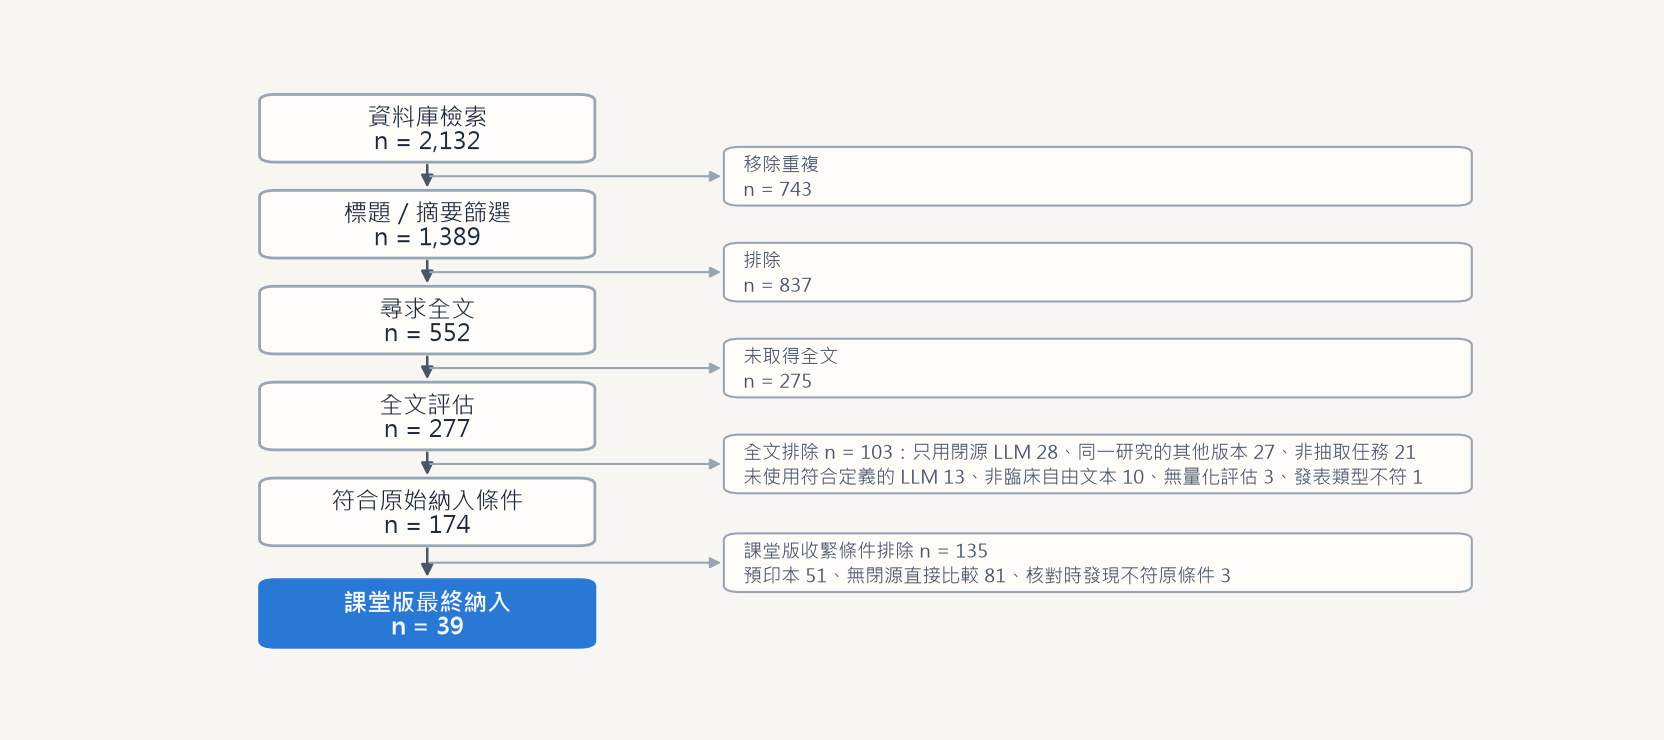 資料庫檢索
n = 2,132
移除重複
n = 743
標題 / 摘要篩選
n = 1,389
排除
n = 837
尋求全文
n = 552
未取得全文
n = 275
全文評估
n = 277
全文排除 n = 103：只用閉源 LLM 28、同一研究的其他版本 27、非抽取任務 21
未使用符合定義的 LLM 13、非臨床自由文本 10、無量化評估 3、發表類型不符 1
符合原始納入條件
n = 174
課堂版收緊條件排除 n = 135
預印本 51、無閉源直接比較 81、核對時發現不符原條件 3
課堂版最終納入
n = 39